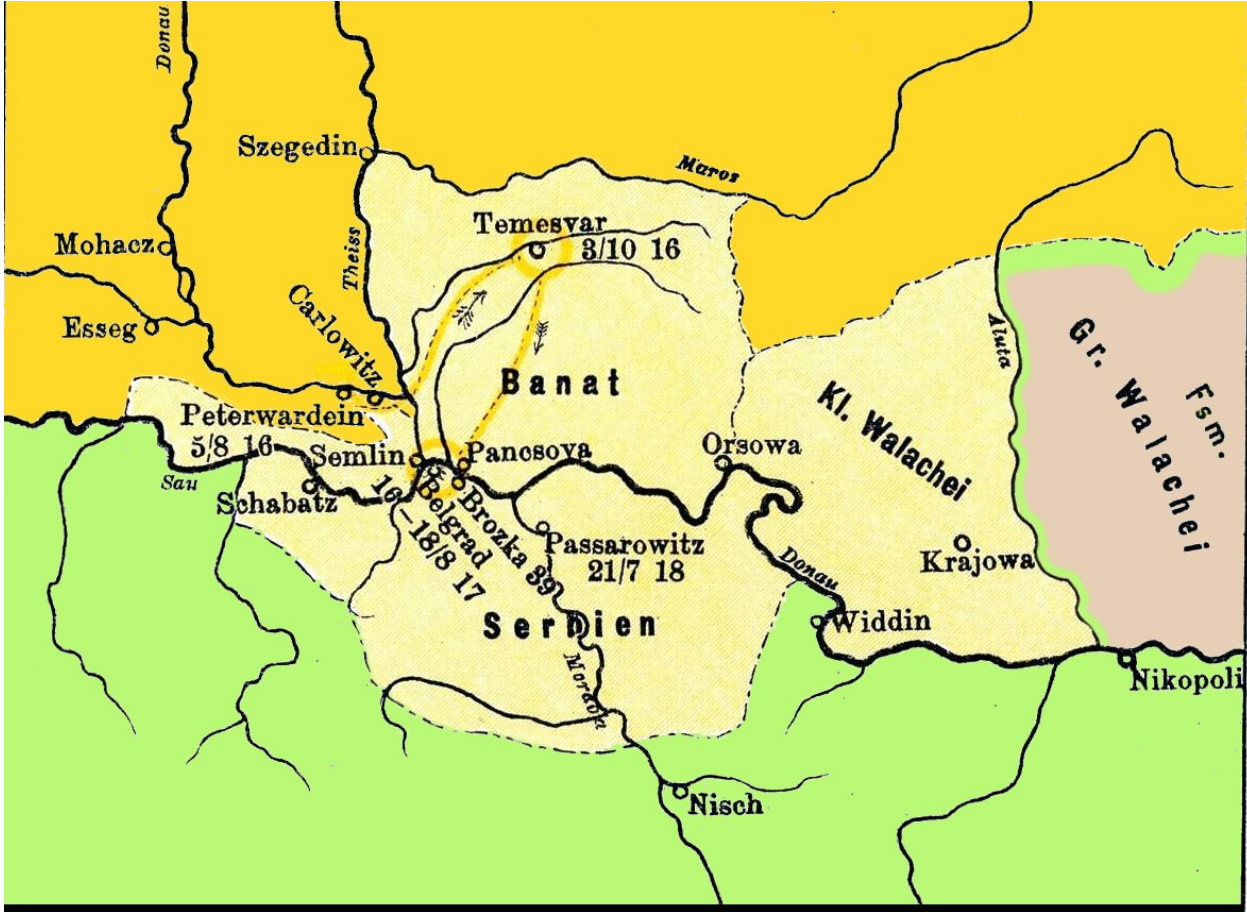 Donau
Szegedin
Maros
Temesvar
3/10 16
Mohacz
Theiss
Carlowitz
Esseg
Aluta
Gr. Walachei
Fsm.
Banat
Kl. Walachei
Peterwardein
5/8 16
Semlin
Pancsova
Orsowa
Sau
Schabatz
Belgrad
16-18/8 17
Brozka 39
Passarowitz
21/7 18
Donau
Krajowa
Serbien
Widdin
Morava
Nikopoli
Nisch